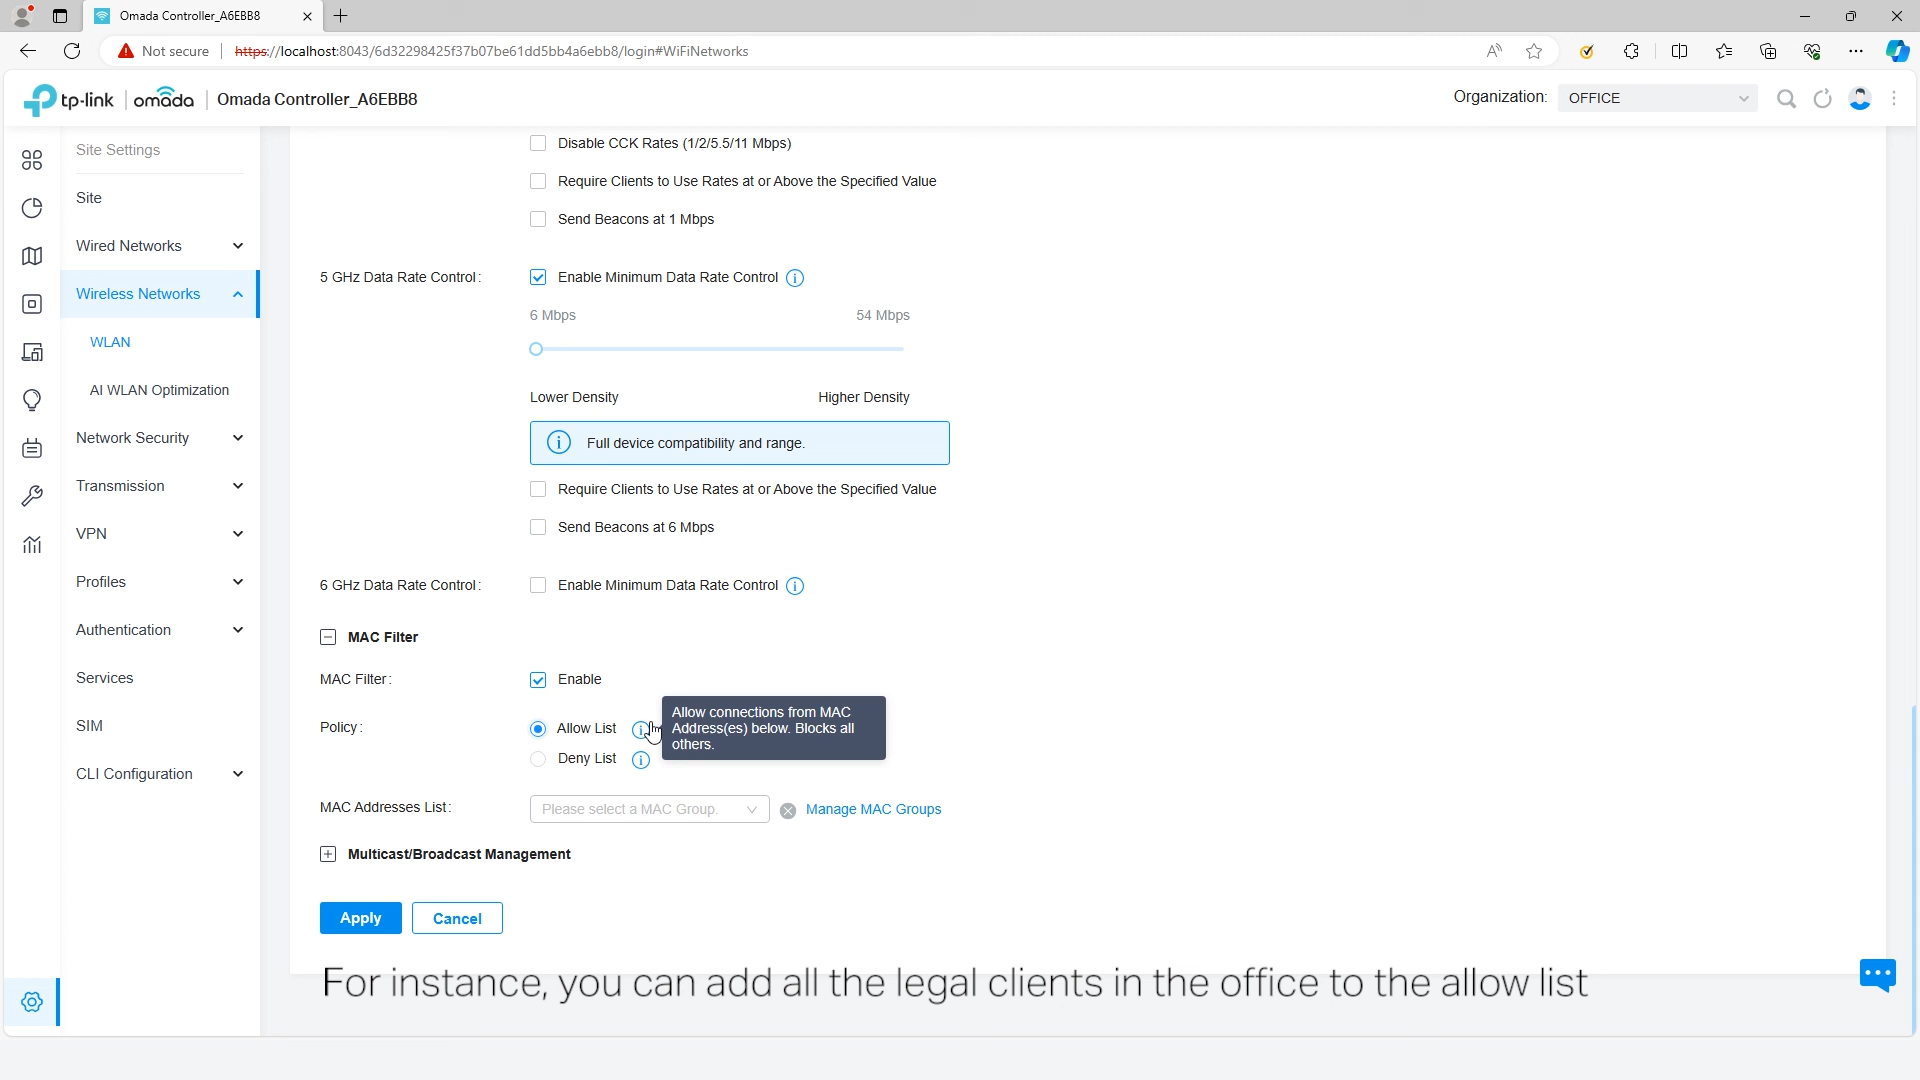 Omada Controller_A6EBB8
Not secure
https://localhost:8043/6d32298425f37b07be61dd5bb4a6ebb8/login#WiFiNetworks
tp-link
omada
Omada Controller_A6EBB8
Organization:
OFFICE
Site Settings
Site
Wired Networks
Wireless Networks
WLAN
AI WLAN Optimization
Network Security
Transmission
VPN
Profiles
Authentication
Services
SIM
CLI Configuration
Disable CCK Rates (1/2/5.5/11 Mbps)
Require Clients to Use Rates at or Above the Specified Value
Send Beacons at 1 Mbps
5 GHz Data Rate Control:
Enable Minimum Data Rate Control
6 Mbps
54 Mbps
Lower Density
Higher Density
Full device compatibility and range.
Require Clients to Use Rates at or Above the Specified Value
Send Beacons at 6 Mbps
6 GHz Data Rate Control:
Enable Minimum Data Rate Control
MAC Filter
MAC Filter:
Enable
Policy:
Allow List
Allow connections from MAC
Address(es) below. Blocks all
others.
Deny List
MAC Addresses List:
Please select a MAC Group.
Manage MAC Groups
Multicast/Broadcast Management
Apply
Cancel
For instance, you can add all the legal clients in the office to the allow list